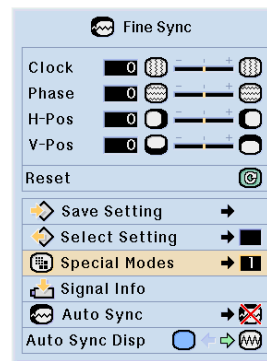 Fine Sync
Clock 0 - +
Phase 0 - +
H-Pos 0 - +
V-Pos 0 - +
Reset
Save Setting
Select Setting
Special Modes 1
Signal Info
Auto Sync
Auto Sync Disp